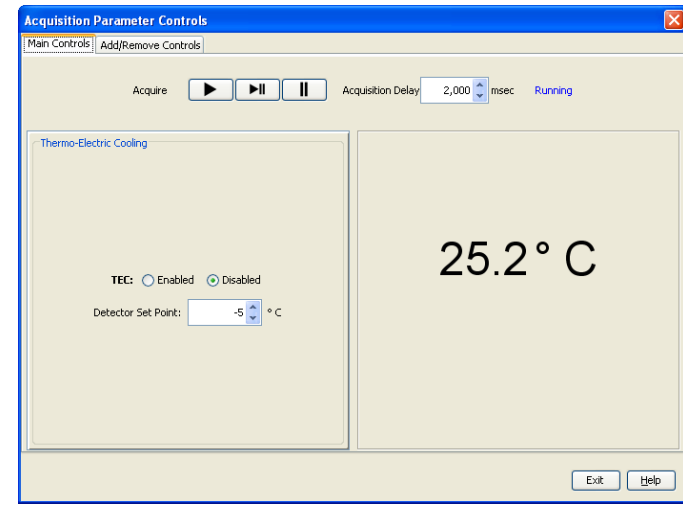 Acquisition Parameter Controls
Main Controls Add/Remove Controls
Acquire Acquisition Delay 2,000 msec Running
Thermo-Electric Cooling
25.2° C
TEC: Enabled Disabled
Detector Set Point: -5 ° C
Exit Help